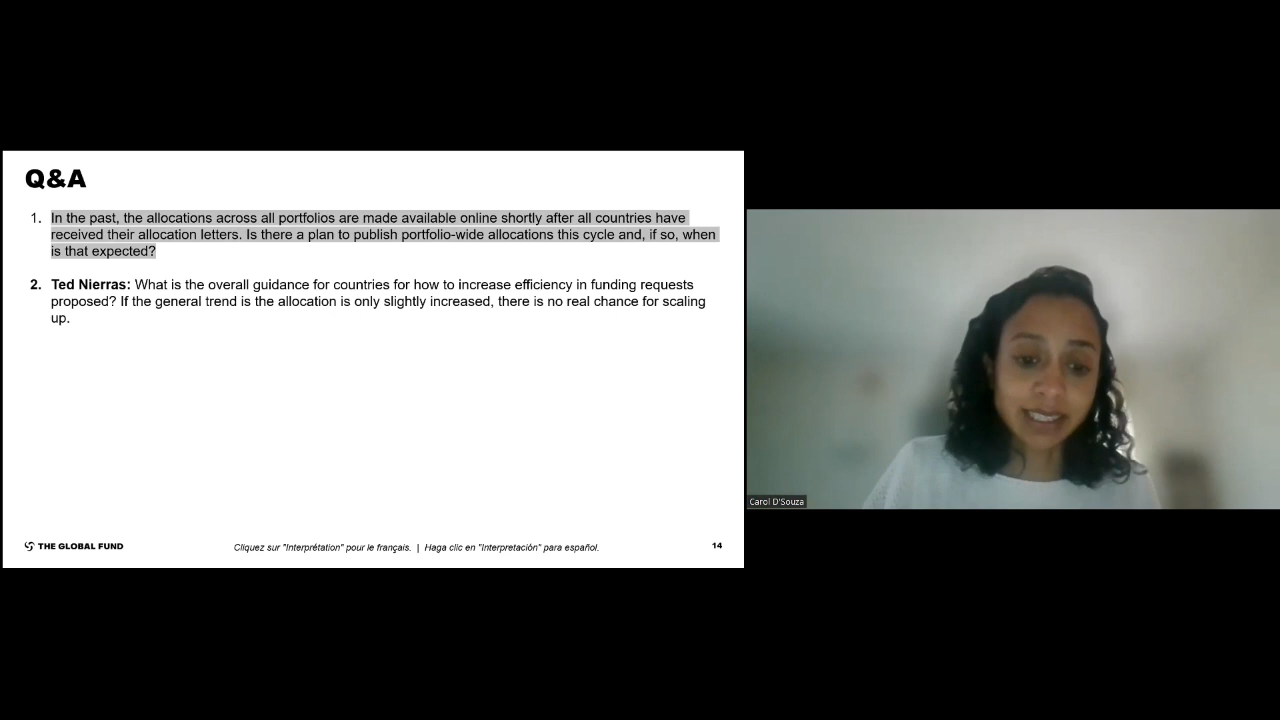 Q&A
1. In the past, the allocations across all portfolios are made available online shortly after all countries have
received their allocation letters. Is there a plan to publish portfolio-wide allocations this cycle and, if so, when
is that expected?
2. Ted Nierras: What is the overall guidance for countries for how to increase efficiency in funding requests
proposed? If the general trend is the allocation is only slightly increased, there is no real chance for scaling
up.
THE GLOBAL FUND
Cliquez sur "Interprétation" pour le français. | Haga clic en "Interpretación" para español.
14
Carol D'Souza